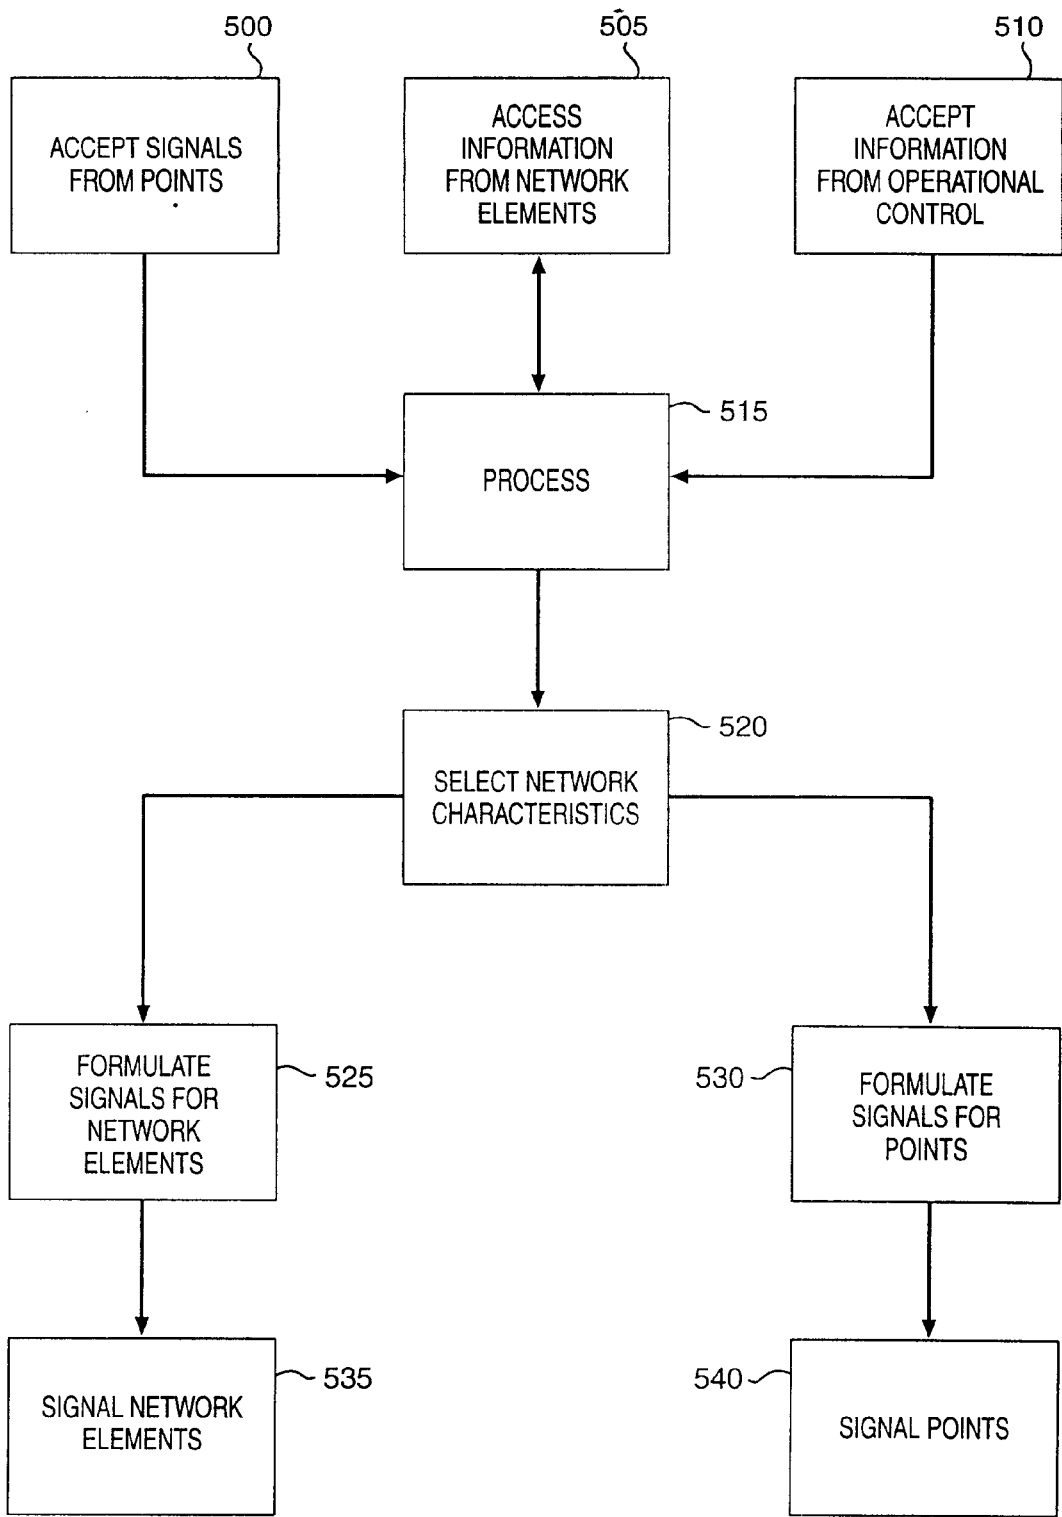 500
505
510
ACCEPT SIGNALS
FROM POINTS
ACCESS
INFORMATION
FROM NETWORK
ELEMENTS
ACCEPT
INFORMATION
FROM OPERATIONAL
CONTROL
515
PROCESS
520
SELECT NETWORK
CHARACTERISTICS
FORMULATE
SIGNALS FOR
NETWORK
ELEMENTS
525
530
FORMULATE
SIGNALS FOR
POINTS
SIGNAL NETWORK
ELEMENTS
535
540
SIGNAL POINTS